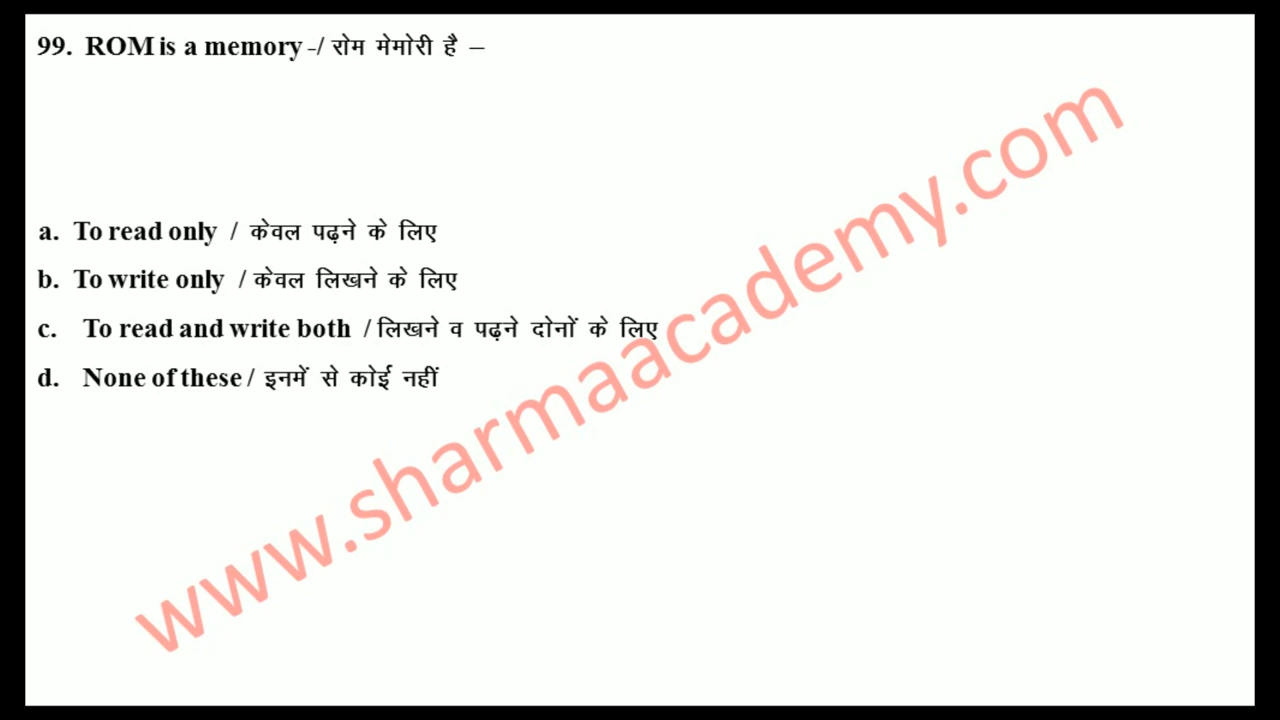 99. ROM is a memory -/ रोम मेमोरी है –
a. To read only / केवल पढ़ने के लिए
b. To write only / केवल लिखने के लिए
c. To read and write both / लिखने व पढ़ने दोनों के लिए
d. None of these / इनमें से कोई नहीं
www.sharmaacademy.com